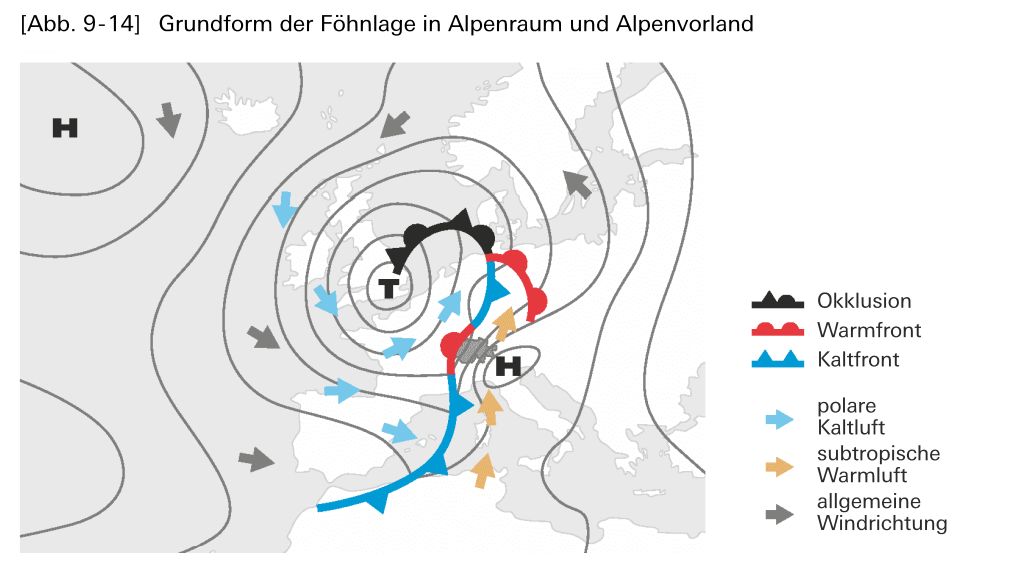 [Abb. 9-14] Grundform der Föhnlage in Alpenraum und Alpenvorland
H
T
H
Okklusion
Warmfront
Kaltfront
polare
Kaltluft
subtropische
Warmluft
allgemeine
Windrichtung